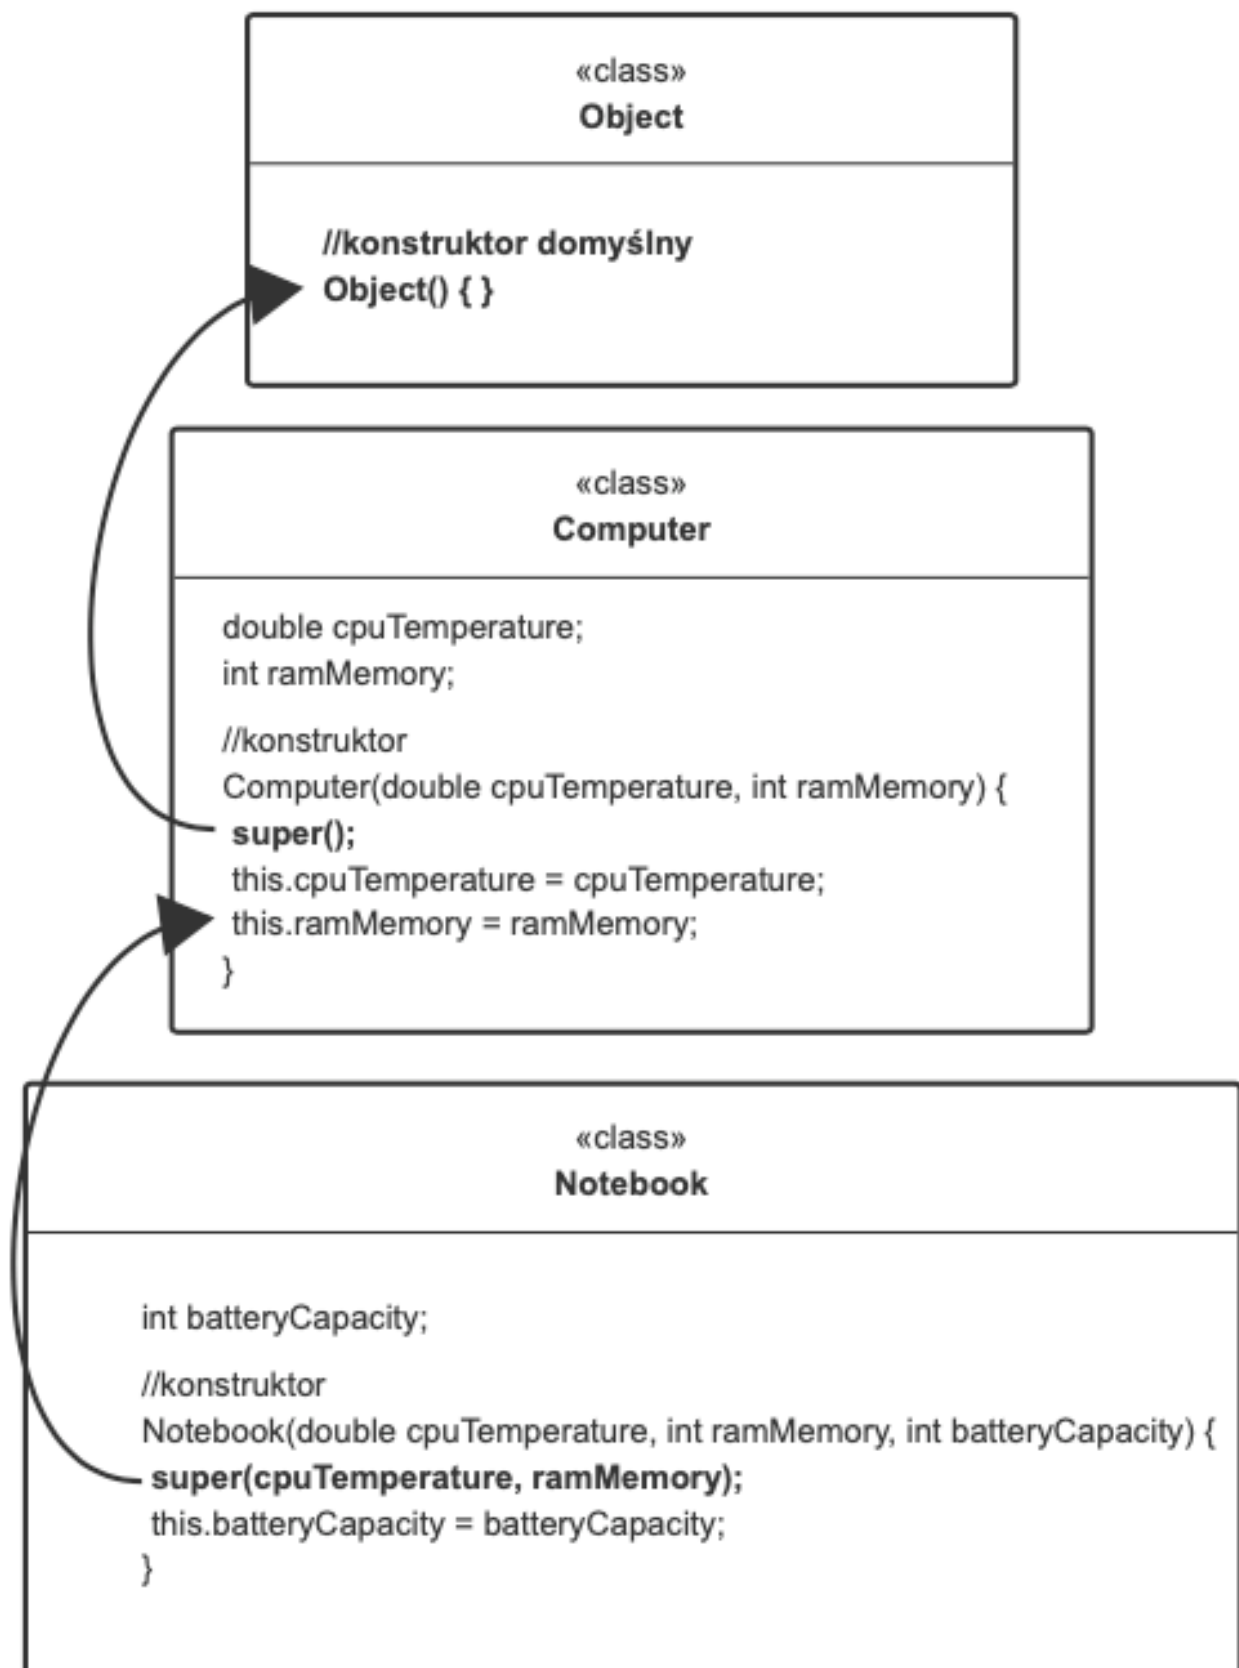 «class»
Object
//konstruktor domyślny
Object() { }
«class»
Computer
double cpuTemperature;
int ramMemory;
//konstruktor
Computer(double cpuTemperature, int ramMemory) {
super();
this.cpuTemperature = cpuTemperature;
this.ramMemory = ramMemory;
}
«class»
Notebook
int batteryCapacity;
//konstruktor
Notebook(double cpuTemperature, int ramMemory, int batteryCapacity) {
super(cpuTemperature, ramMemory);
this.batteryCapacity = batteryCapacity;
}